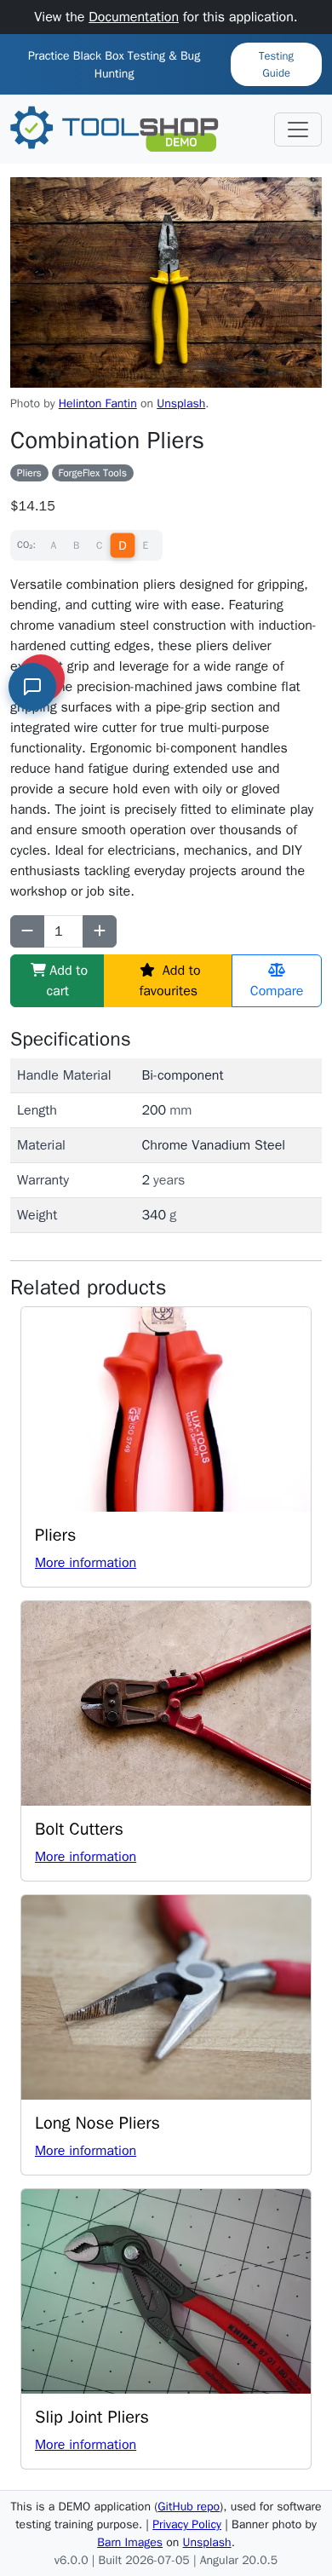 View the Documentation for this application.
Practice Black Box Testing & Bug
Hunting
Testing
Guide
TOOLSHOP
DEMO
Photo by Helinton Fantin on Unsplash.
Combination Pliers
Pliers ForgeFlex Tools
$14.15
CO₂: A B C D E
Versatile combination pliers designed for gripping,
bending, and cutting wire with ease. Featuring
chrome vanadium steel construction with induction-
hardened cutting edges, these pliers deliver
grip and leverage for a wide range of
precision-machined jaws combine flat
gripping surfaces with a pipe-grip section and
integrated wire cutter for true multi-purpose
functionality. Ergonomic bi-component handles
reduce hand fatigue during extended use and
provide a secure hold even with oily or gloved
hands. The joint is precisely fitted to eliminate play
and ensure smooth operation over thousands of
cycles. Ideal for electricians, mechanics, and DIY
enthusiasts tackling everyday projects around the
workshop or job site.
1
Add to
cart
Add to
favourites
Compare
Specifications
Handle Material Bi-component
Length 200 mm
Material Chrome Vanadium Steel
Warranty 2 years
Weight 340 g
Related products
LUX
GS ISO 5746
LUX-TOOLS
Pliers
More information
Bolt Cutters
More information
Long Nose Pliers
More information
KNIPEX
Slip Joint Pliers
More information
This is a DEMO application (GitHub repo), used for software
testing training purpose. | Privacy Policy | Banner photo by
Barn Images on Unsplash.
v6.0.0 | Built 2026-07-05 | Angular 20.0.5